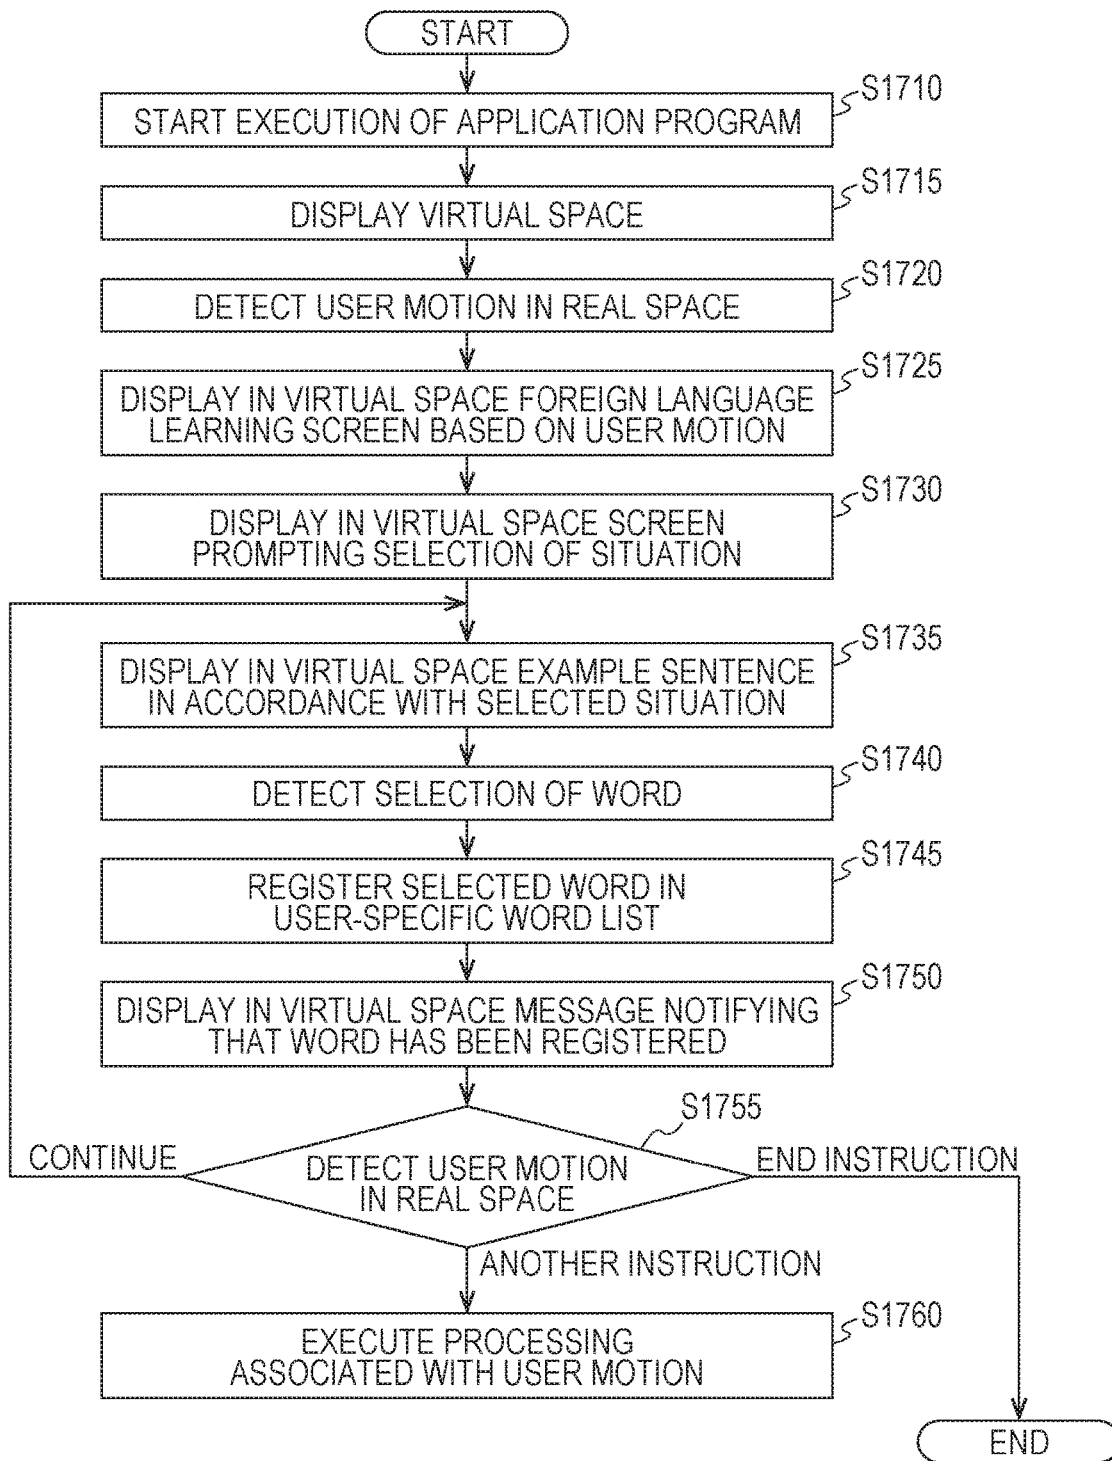 START
S1710
START EXECUTION OF APPLICATION PROGRAM
S1715
DISPLAY VIRTUAL SPACE
S1720
DETECT USER MOTION IN REAL SPACE
S1725
DISPLAY IN VIRTUAL SPACE FOREIGN LANGUAGE
LEARNING SCREEN BASED ON USER MOTION
S1730
DISPLAY IN VIRTUAL SPACE SCREEN
PROMPTING SELECTION OF SITUATION
S1735
DISPLAY IN VIRTUAL SPACE EXAMPLE SENTENCE
IN ACCORDANCE WITH SELECTED SITUATION
S1740
DETECT SELECTION OF WORD
S1745
REGISTER SELECTED WORD IN
USER-SPECIFIC WORD LIST
S1750
DISPLAY IN VIRTUAL SPACE MESSAGE NOTIFYING
THAT WORD HAS BEEN REGISTERED
S1755
CONTINUE
DETECT USER MOTION
IN REAL SPACE
END INSTRUCTION
ANOTHER INSTRUCTION
S1760
EXECUTE PROCESSING
ASSOCIATED WITH USER MOTION
END